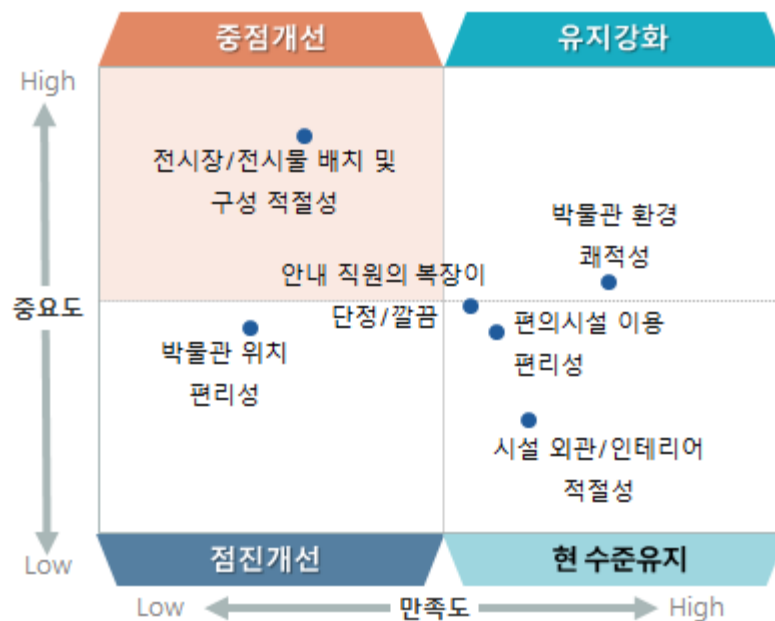 중점개선
유지강화
High
전시장/전시물 배치 및
구성 적절성
박물관 환경
쾌적성
안내 직원의 복장이
단정/깔끔
중요도
편의시설 이용
편리성
박물관 위치
편리성
시설 외관/인테리어
적절성
Low
점진개선
현 수준유지
Low
만족도
High